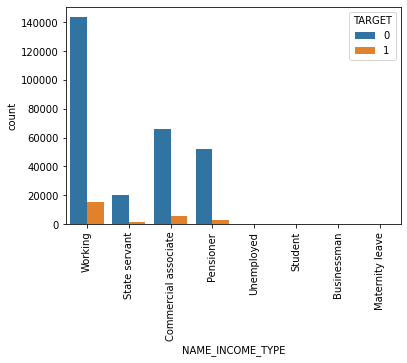 TARGET
0
1
140000
120000
100000
80000
60000
40000
20000
0
count
Working
State servant
Commercial associate
Pensioner
Unemployed
Student
Businessman
Maternity leave
NAME_INCOME_TYPE